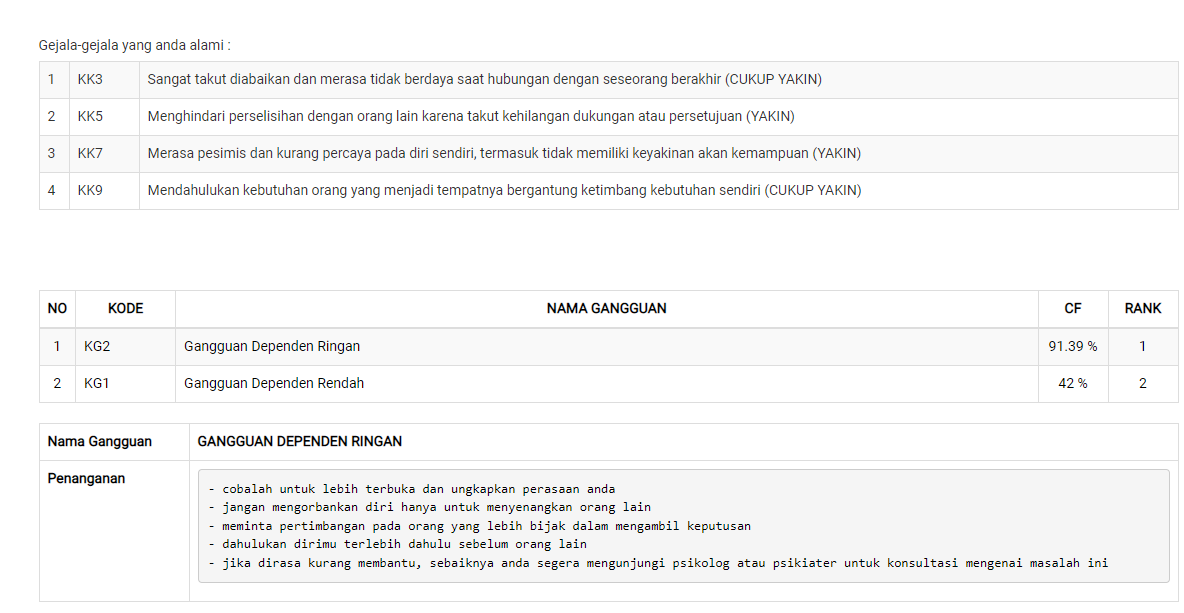 Gejala-gejala yang anda alami :
1 KK3 Sangat takut diabaikan dan merasa tidak berdaya saat hubungan dengan seseorang berakhir (CUKUP YAKIN)
2 KK5 Menghindari perselisihan dengan orang lain karena takut kehilangan dukungan atau persetujuan (YAKIN)
3 KK7 Merasa pesimis dan kurang percaya pada diri sendiri, termasuk tidak memiliki keyakinan akan kemampuan (YAKIN)
4 KK9 Mendahulukan kebutuhan orang yang menjadi tempatnya bergantung ketimbang kebutuhan sendiri (CUKUP YAKIN)
NO KODE NAMA GANGGUAN CF RANK
1 KG2 Gangguan Dependen Ringan 91.39 % 1
2 KG1 Gangguan Dependen Rendah 42 % 2
Nama Gangguan GANGGUAN DEPENDEN RINGAN
Penanganan
- cobalah untuk lebih terbuka dan ungkapkan perasaan anda
- jangan mengorbankan diri hanya untuk menyenangkan orang lain
- meminta pertimbangan pada orang yang lebih bijak dalam mengambil keputusan
- dahulukan dirimu terlebih dahulu sebelum orang lain
- jika dirasa kurang membantu, sebaiknya anda segera mengunjungi psikolog atau psikiater untuk konsultasi mengenai masalah ini